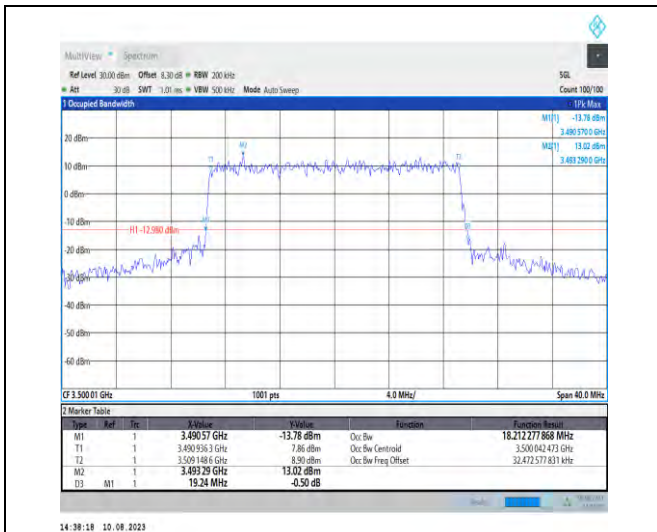 MultiView Spectrum
Ref Level 30.00 dBm Offset 8.30 dB RBW 200 kHz SGL
Att 30 dB SWT 1.01 ms VBW 500 kHz Mode Auto Sweep Count 100/100
1 Occupied Bandwidth 1Pk Max
M1[1] -13.78 dBm
3.490 570 0 GHz
M2[1] 13.02 dBm
3.493 290 0 GHz
20 dBm
M2
T1 T2
10 dBm
0 dBm
-10 dBm
H1 -12.980 dBm
-20 dBm
-30 dBm
-40 dBm
-50 dBm
-60 dBm
CF 3.500 01 GHz 1001 pts 4.0 MHz/ Span 40.0 MHz
2 Marker Table
Type Ref Trc X-Value Y-Value Function Function Result
M1 1 3.490 57 GHz -13.78 dBm Occ Bw 18.212 277 868 MHz
T1 1 3.490 936 3 GHz 7.86 dBm Occ Bw Centroid 3.500 042 473 GHz
T2 1 3.509 148 6 GHz 8.90 dBm Occ Bw Freq Offset 32.472 577 831 kHz
M2 1 3.493 29 GHz 13.02 dBm
D3 M1 1 19.24 MHz -0.50 dB
14:38:18 10.08.2023